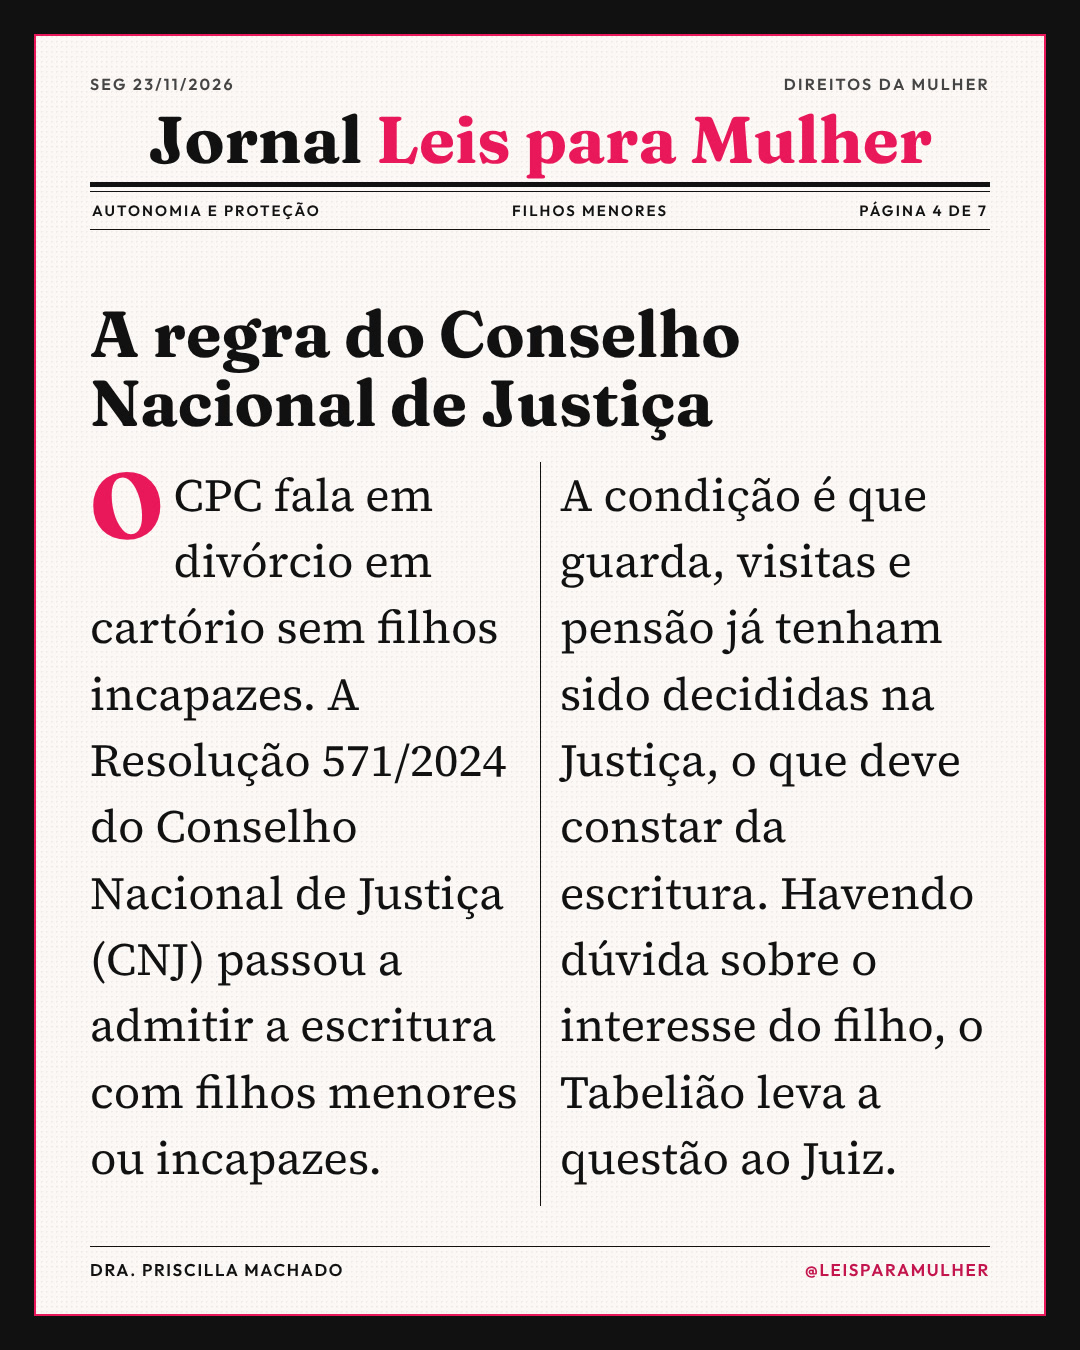 SEG 23/11/2026
DIREITOS DA MULHER
Jornal Leis para Mulher
AUTONOMIA E PROTEÇÃO
FILHOS MENORES
PÁGINA 4 DE 7
A regra do Conselho
Nacional de Justiça
O CPC fala em
divórcio em
cartório sem filhos
incapazes. A
Resolução 571/2024
do Conselho
Nacional de Justiça
(CNJ) passou a
admitir a escritura
com filhos menores
ou incapazes.
A condição é que
guarda, visitas e
pensão já tenham
sido decididas na
Justiça, o que deve
constar da
escritura. Havendo
dúvida sobre o
interesse do filho, o
Tabelião leva a
questão ao Juiz.
DRA. PRISCILLA MACHADO
@LEISPARAMULHER